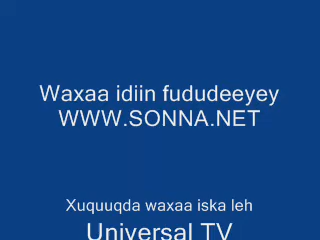 Waxaa idiin fududeeyey
WWW.SONNA.NET
Xuquuqda waxaa iska leh
Universal TV